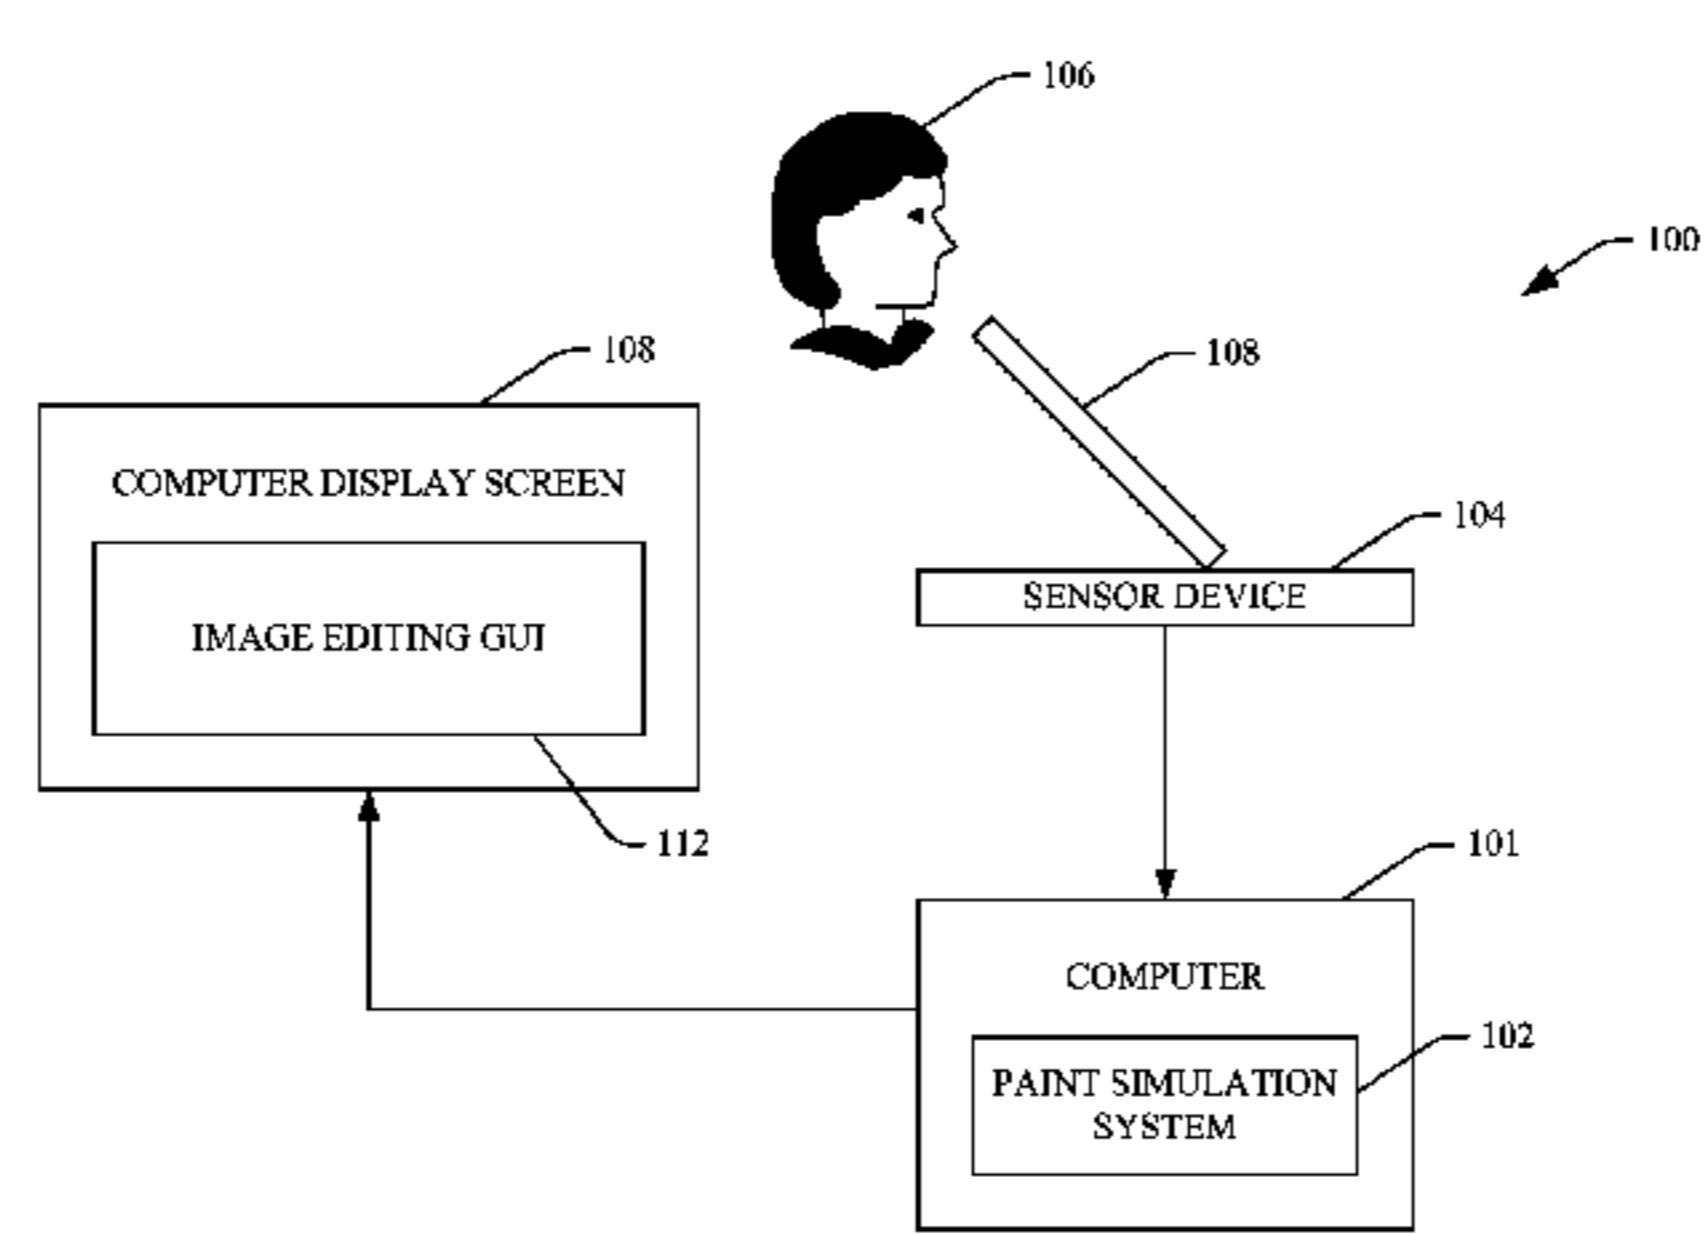 106
100
108
108
COMPUTER DISPLAY SCREEN
104
SENSOR DEVICE
IMAGE EDITING GUI
112
101
COMPUTER
102
PAINT SIMULATION
SYSTEM